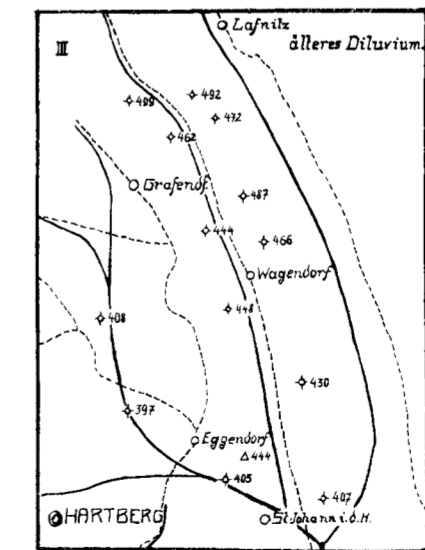 Lafnitz
III
älteres Diluvium.
499
492
472
462
Grafendf.
487
444
466
Wagendorf
448
408
430
397
Eggendorf
444
405
407
HARTBERG
St.Johann i.d.H.